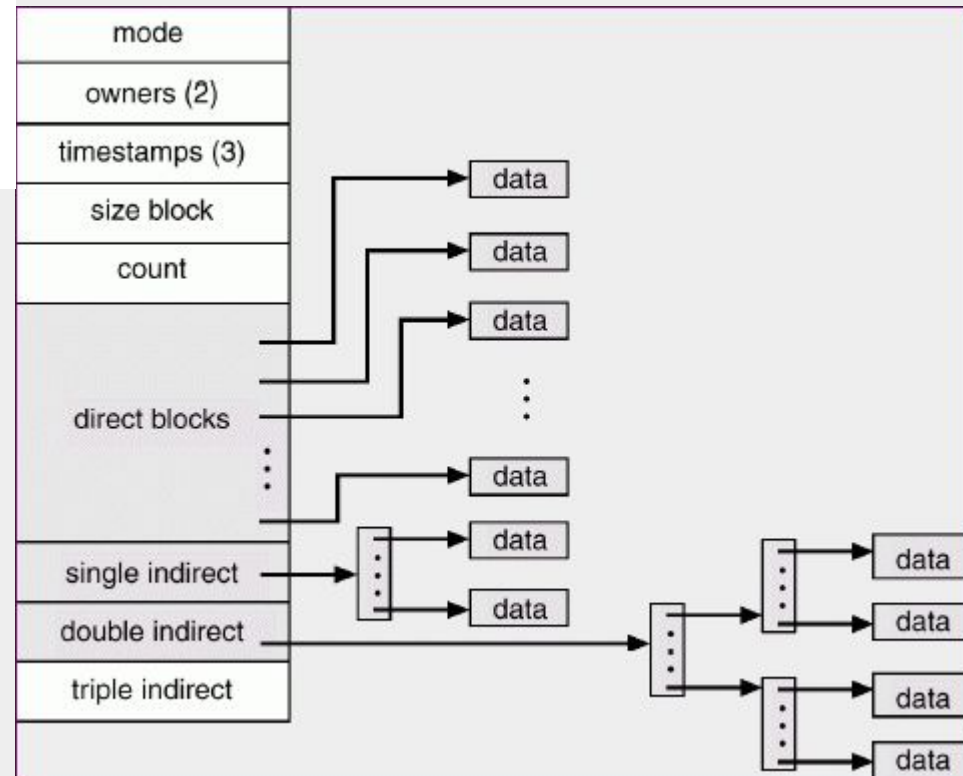 mode
owners (2)
timestamps (3)
size block
count
direct blocks
single indirect
double indirect
triple indirect
data
data
data
data
data
data
data
data
data
data